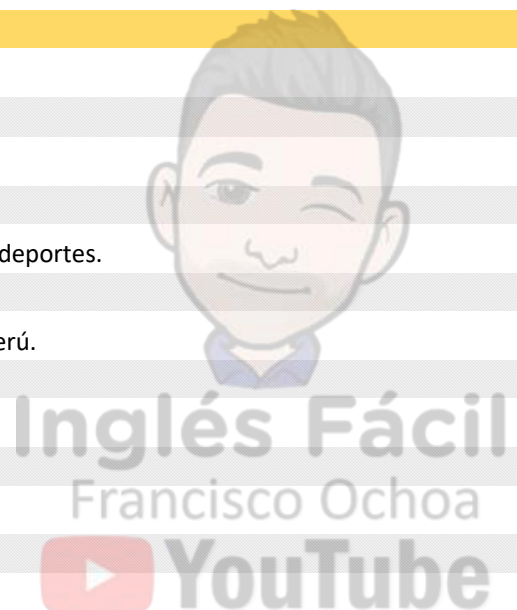 deportes.
erú.
Inglés Fácil
Francisco Ochoa
YouTube